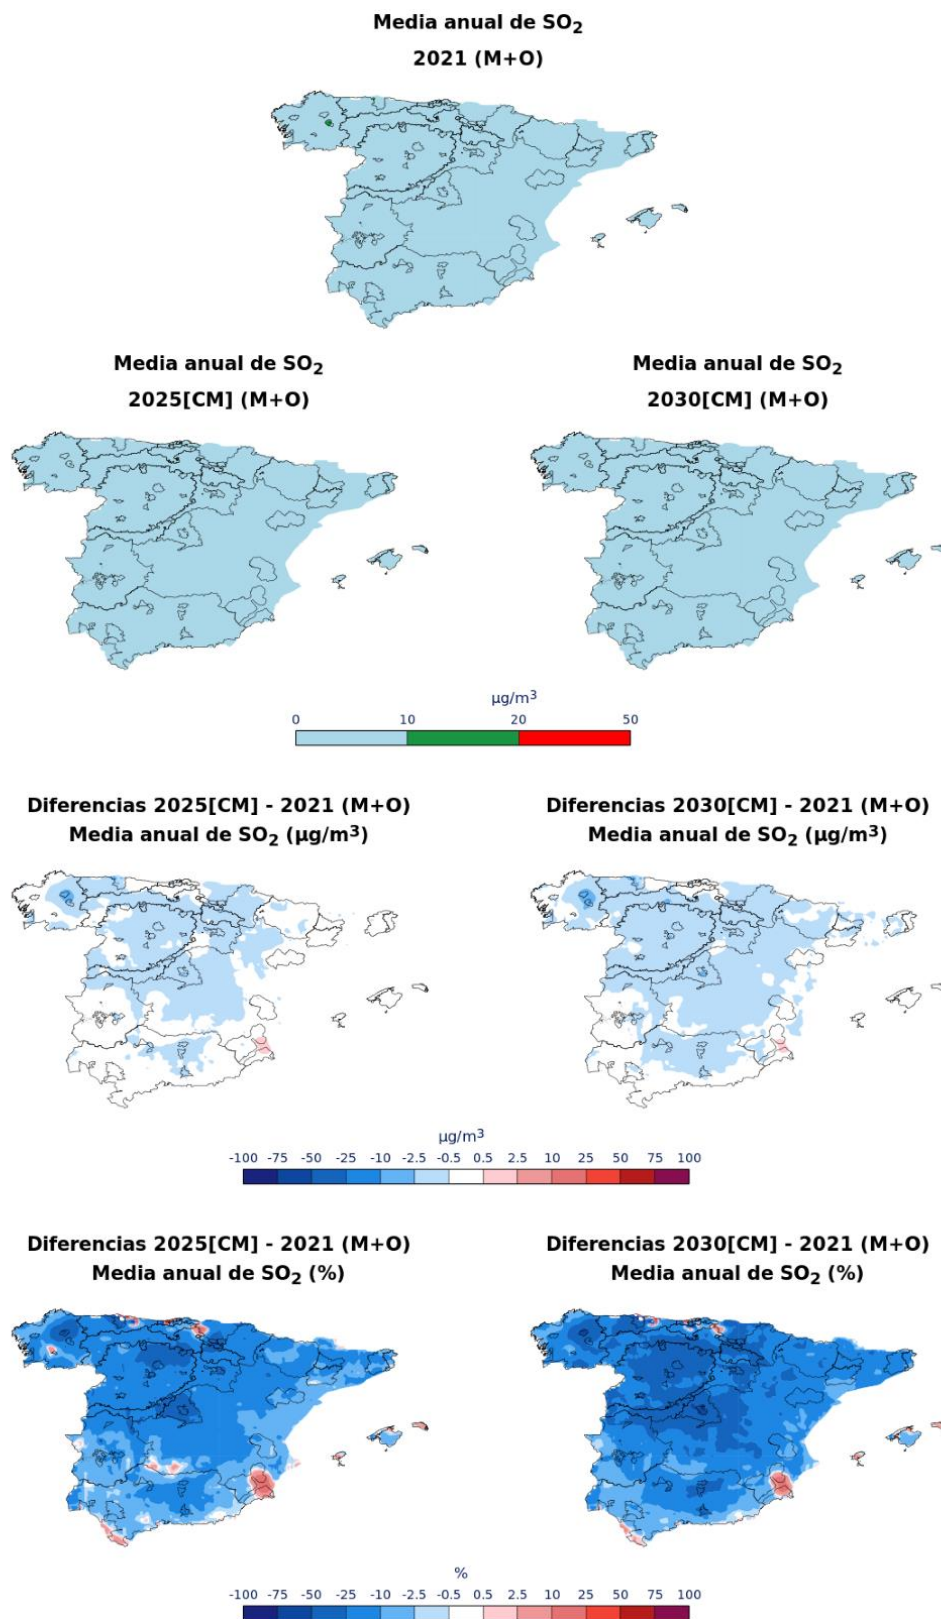 Media anual de SO₂
2021 (M+O)
Media anual de SO₂
2025[CM] (M+O)
Media anual de SO₂
2030[CM] (M+O)
µg/m³
0 10 20 50
Diferencias 2025[CM] - 2021 (M+O)
Media anual de SO₂ (µg/m³)
Diferencias 2030[CM] - 2021 (M+O)
Media anual de SO₂ (µg/m³)
µg/m³
-100 -75 -50 -25 -10 -2.5 -0.5 0.5 2.5 10 25 50 75 100
Diferencias 2025[CM] - 2021 (M+O)
Media anual de SO₂ (%)
Diferencias 2030[CM] - 2021 (M+O)
Media anual de SO₂ (%)
%
-100 -75 -50 -25 -10 -2.5 -0.5 0.5 2.5 10 25 50 75 100